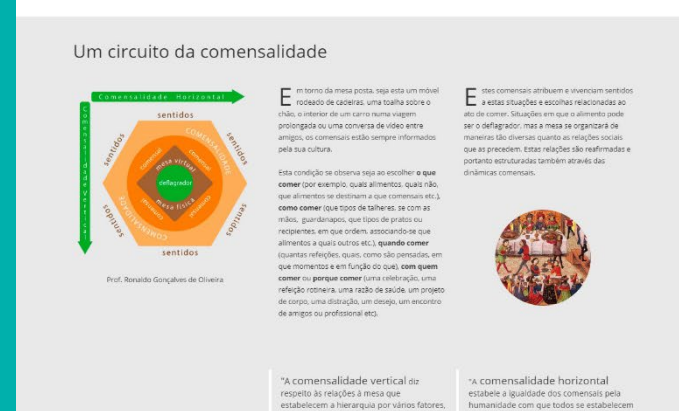 Um circuito da comensalidade
Comensalidade Horizontal
Comensalidade Vertical
sentidos
sentidos
sentidos
COMENSALIDADE
comensal
comensal
mesa virtual
deflagrador
mesa física
comensal
comensal
COMENSALIDADE
sentidos
sentidos
sentidos
Prof. Ronaldo Gonçalves de Oliveira
Em torno da mesa posta, seja esta um móvel
rodeado de cadeiras, uma toalha sobre o
chão, o interior de um carro numa viagem
prolongada ou uma conversa de vídeo entre
amigos, os comensais estão sempre informados
pela sua cultura.
Esta condição se observa seja ao escolher o que
comer (por exemplo, quais alimentos, quais não,
que alimentos se destinam a que comensais etc.),
como comer (que tipos de talheres, se com as
mãos, guardanapos, que tipos de pratos ou
recipientes, em que ordem, associando-se que
alimentos a quais outros etc.), quando comer
(quantas refeições, quais, como são pensadas, em
que momentos e em função do que), com quem
comer ou porque comer (uma celebração, uma
refeição rotineira, uma razão de saúde, um projeto
de corpo, uma distração, um desejo, um encontro
de amigos ou profissional etc).
Estes comensais atribuem e vivenciam sentidos
a estas situações e escolhas relacionadas ao
ato de comer. Situações em que o alimento pode
ser o deflagrador, mas a mesa se organizará de
maneiras tão diversas quanto as relações sociais
que as precedem. Estas relações são reafirmadas e
portanto estruturadas também através das
dinâmicas comensais.
"A comensalidade vertical diz
respeito às relações à mesa que
estabelecem a hierarquia por vários fatores,
"A comensalidade horizontal
estabele a igualdade dos comensais pela
humanidade com que todos se estabelecem